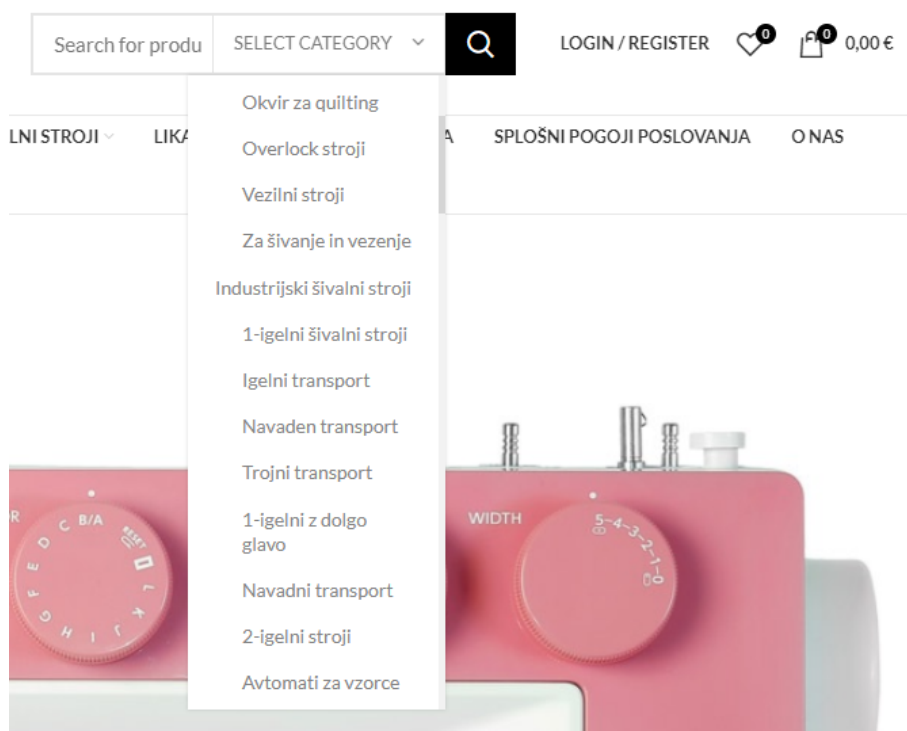 Search for produ
SELECT CATEGORY
LOGIN / REGISTER
0
0
0,00 €
LNI STROJI
LIKA
A
SPLOŠNI POGOJI POSLOVANJA
O NAS
Okvir za quilting
Overlock stroji
Vezilni stroji
Za šivanje in vezenje
Industrijski šivalni stroji
1-igelni šivalni stroji
Igelni transport
Navaden transport
Trojni transport
1-igelni z dolgo
glavo
Navadni transport
2-igelni stroji
Avtomati za vzorce
R
B/A
C
D
E
F
G
H
I
J
K
L
RESET
WIDTH
5-4-3-2-1-0